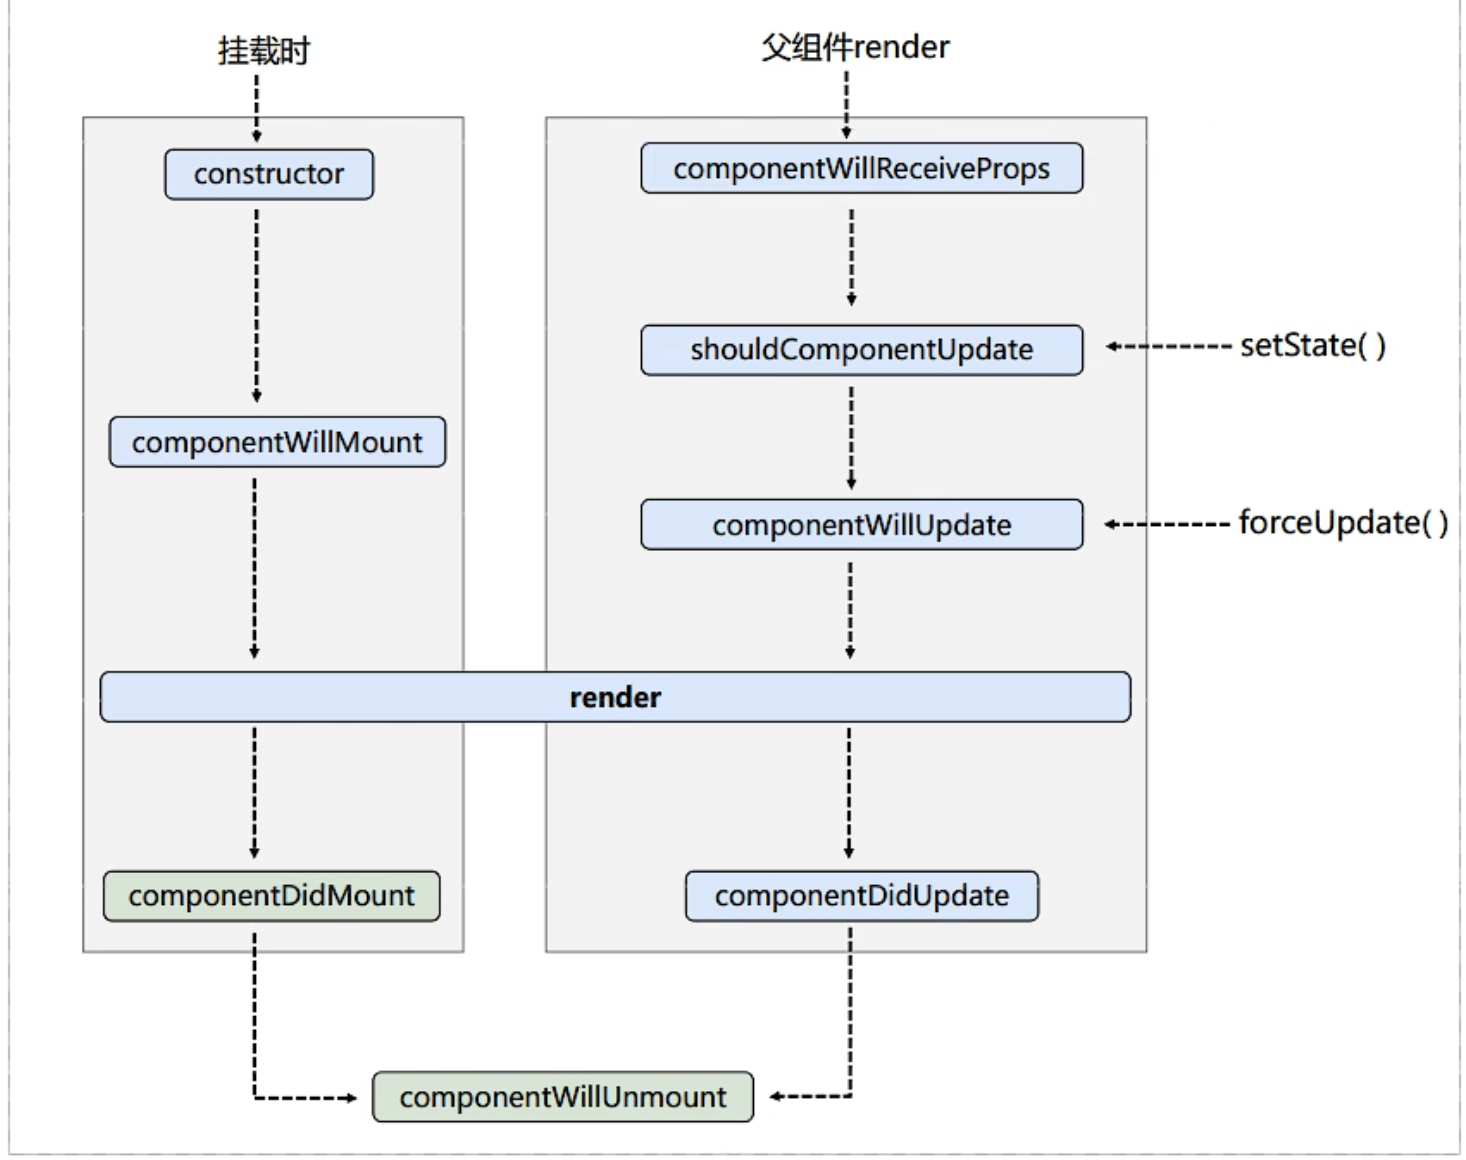 挂载时
父组件render
constructor
componentWillReceiveProps
shouldComponentUpdate
setState( )
componentWillMount
componentWillUpdate
forceUpdate( )
render
componentDidMount
componentDidUpdate
componentWillUnmount